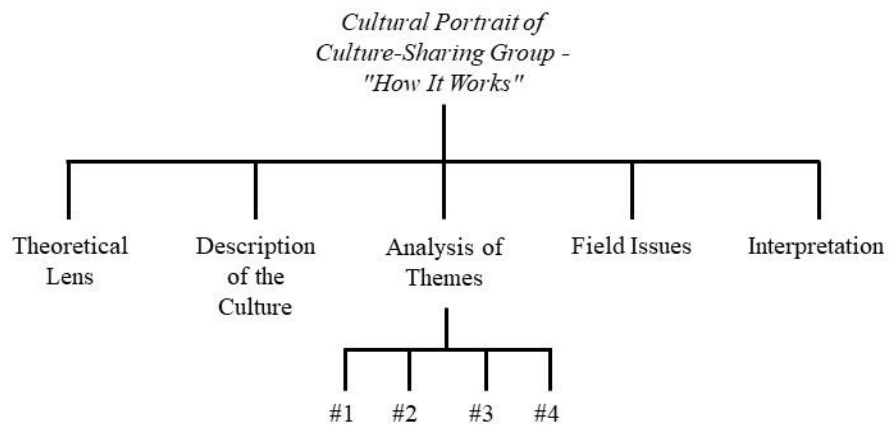 Cultural Portrait of
Culture-Sharing Group -
"How It Works"
Theoretical
Lens
Description
of the
Culture
Analysis of
Themes
Field Issues
Interpretation
#1
#2
#3
#4